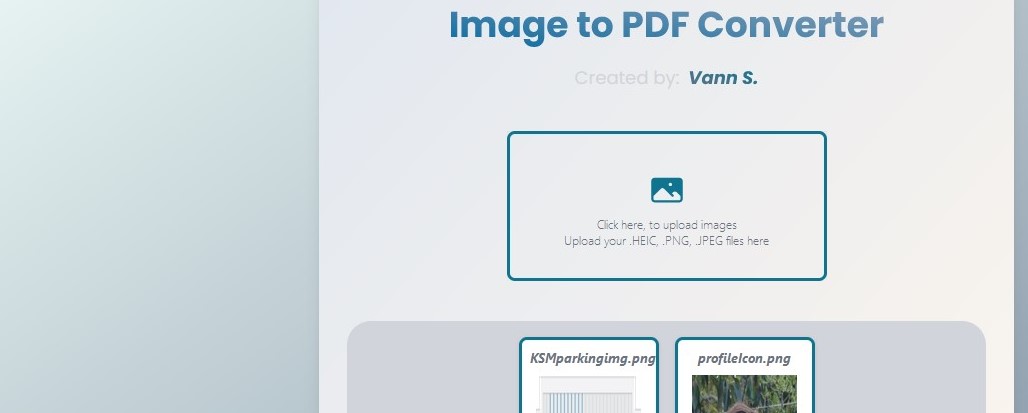 Image to PDF Converter
Created by: Vann S.
Click here, to upload images
Upload your .HEIC, .PNG, .JPEG files here
KSMparkingimg.png
profileIcon.png